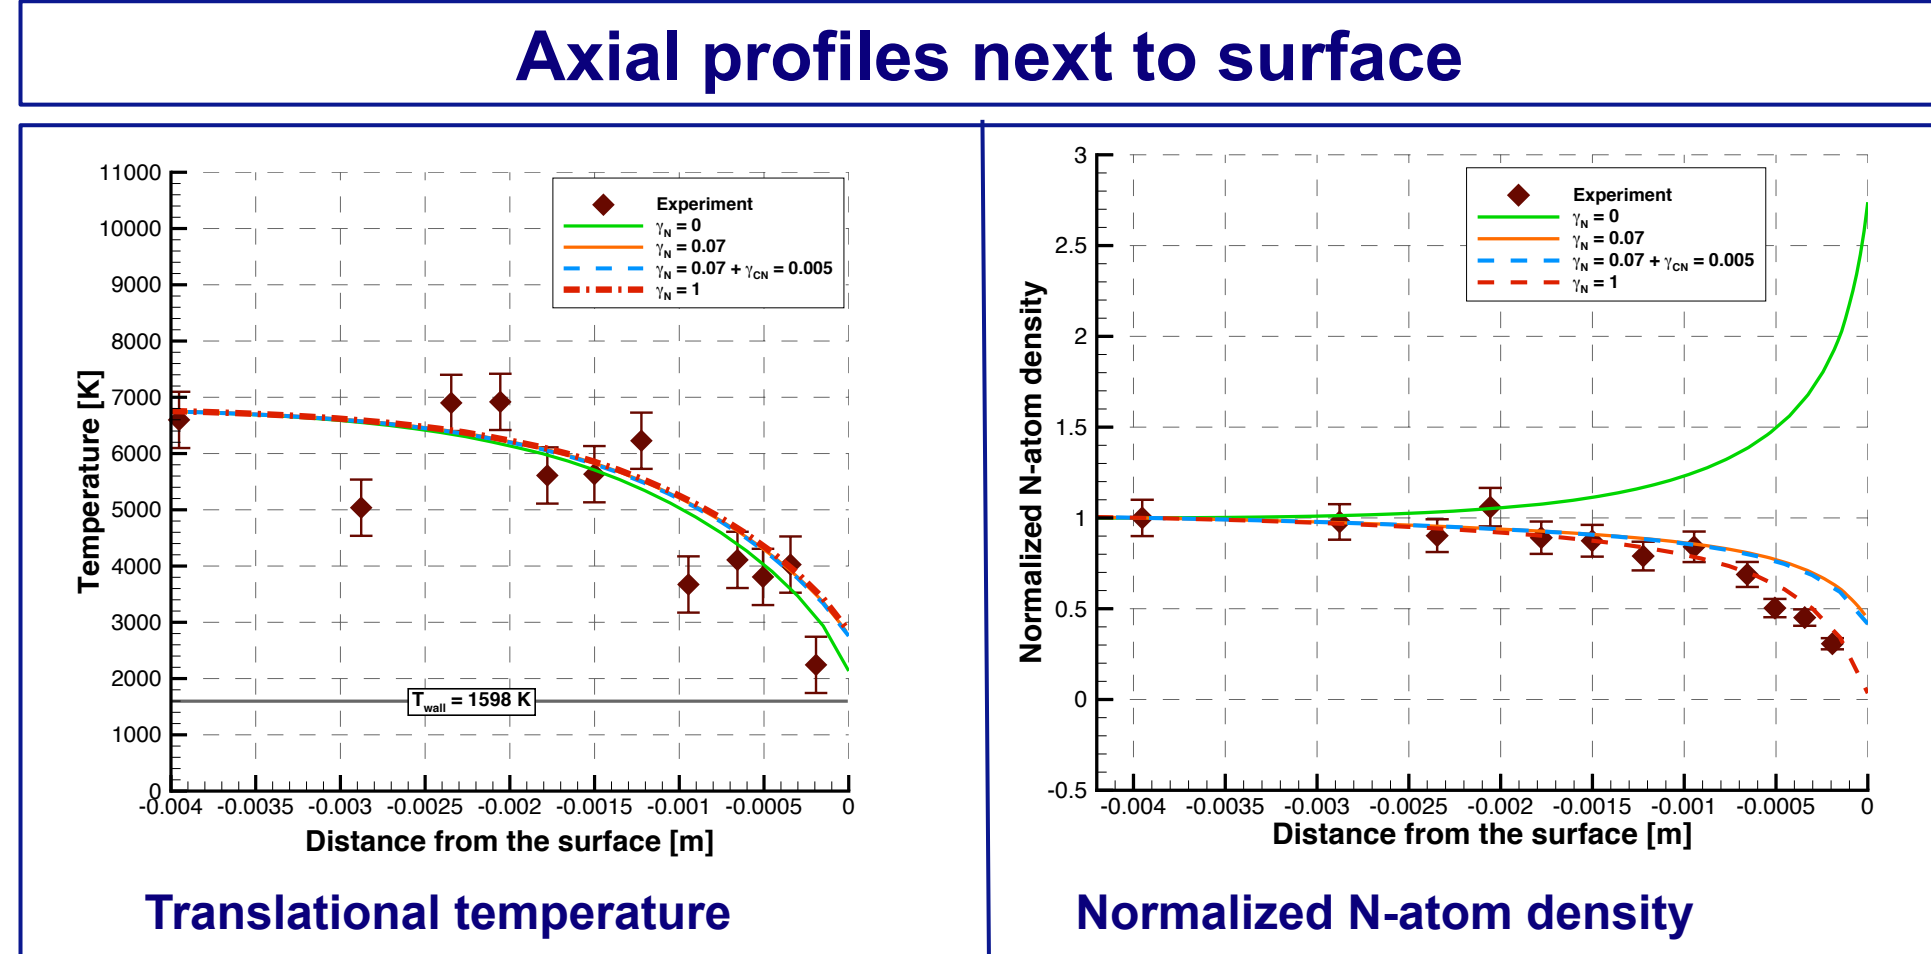 Axial profiles next to surface
11000
10000
9000
8000
7000
6000
5000
4000
3000
2000
1000
0
Temperature [K]
Experiment
γN = 0
γN = 0.07
γN = 0.07 + γCN = 0.005
γN = 1
Twall = 1598 K
-0.004 -0.0035 -0.003 -0.0025 -0.002 -0.0015 -0.001 -0.0005 0
Distance from the surface [m]
Translational temperature
3
2.5
2
1.5
1
0.5
0
-0.5
Normalized N-atom density
Experiment
γN = 0
γN = 0.07
γN = 0.07 + γCN = 0.005
γN = 1
-0.004 -0.0035 -0.003 -0.0025 -0.002 -0.0015 -0.001 -0.0005 0
Distance from the surface [m]
Normalized N-atom density